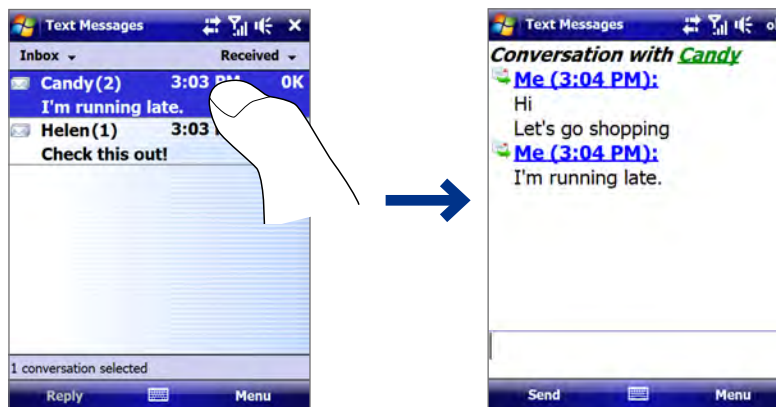 Text Messages
Inbox
Received
Candy(2) 3:03 PM 0K
I'm running late.
Helen(1) 3:03
Check this out!
1 conversation selected
Reply Menu
Text Messages
Conversation with Candy
Me (3:04 PM):
Hi
Let's go shopping
Me (3:04 PM):
I'm running late.
Send Menu